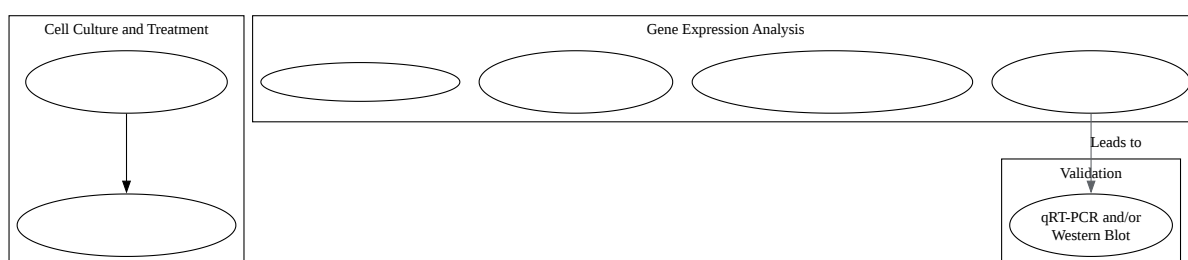 Cell Culture and Treatment
Gene Expression Analysis
Leads to
Validation
qRT-PCR and/or
Western Blot